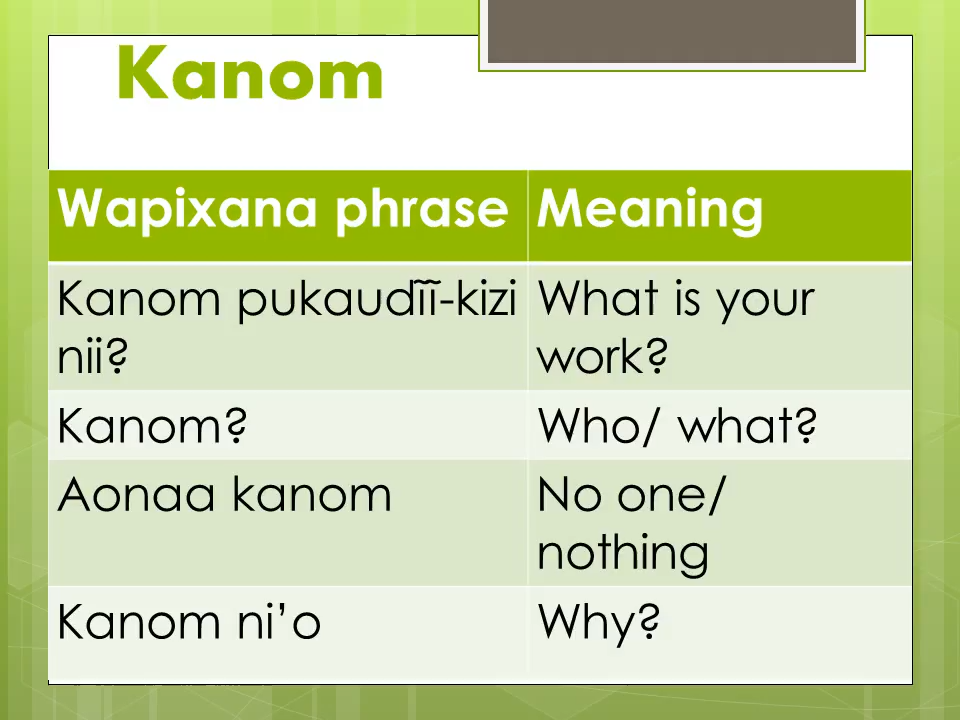 Kanom
Wapixana phrase Meaning
Kanom pukaudĩĩ-kizi What is your
nii? work?
Kanom? Who/ what?
Aonaa kanom No one/
nothing
Kanom ni’o Why?